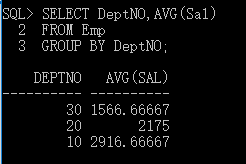 SQL> SELECT DeptNO,AVG(Sal)
2 FROM Emp
3 GROUP BY DeptNO;
DEPTNO AVG(SAL)
---------- ----------
30 1566.66667
20 2175
10 2916.66667